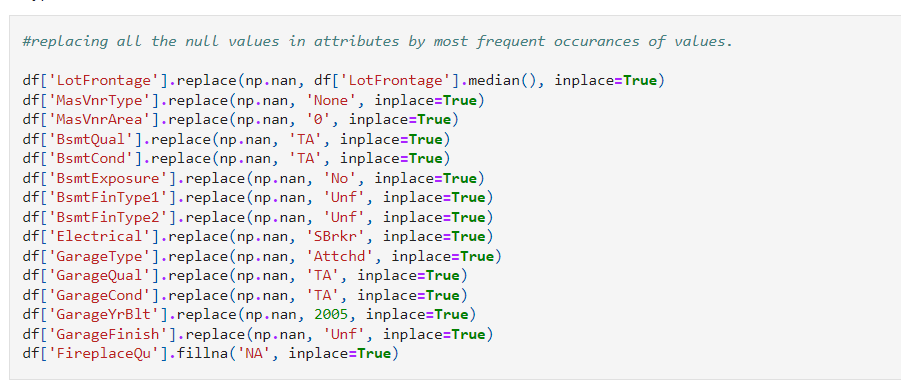 #replacing all the null values in attributes by most frequent occurances of values.
df['LotFrontage'].replace(np.nan, df['LotFrontage'].median(), inplace=True)
df['MasVnrType'].replace(np.nan, 'None', inplace=True)
df['MasVnrArea'].replace(np.nan, '0', inplace=True)
df['BsmtQual'].replace(np.nan, 'TA', inplace=True)
df['BsmtCond'].replace(np.nan, 'TA', inplace=True)
df['BsmtExposure'].replace(np.nan, 'No', inplace=True)
df['BsmtFinType1'].replace(np.nan, 'Unf', inplace=True)
df['BsmtFinType2'].replace(np.nan, 'Unf', inplace=True)
df['Electrical'].replace(np.nan, 'SBrkr', inplace=True)
df['GarageType'].replace(np.nan, 'Attchd', inplace=True)
df['GarageQual'].replace(np.nan, 'TA', inplace=True)
df['GarageCond'].replace(np.nan, 'TA', inplace=True)
df['GarageYrBlt'].replace(np.nan, 2005, inplace=True)
df['GarageFinish'].replace(np.nan, 'Unf', inplace=True)
df['FireplaceQu'].fillna('NA', inplace=True)